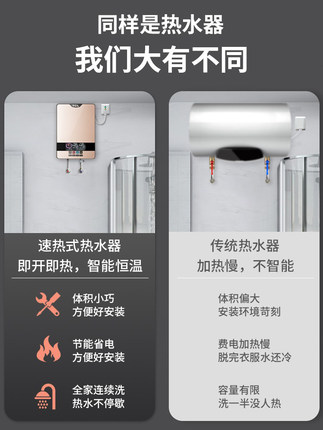 同样是热水器
我们大有不同
速热式热水器
即开即热，智能恒温
体积小巧
方便好安装
节能省电
方便好安装
全家连续洗
热水不停歇
传统热水器
加热慢，不智能
体积偏大
安装环境苛刻
费电加热慢
脱完衣服水还冷
容量有限
洗一半没人热